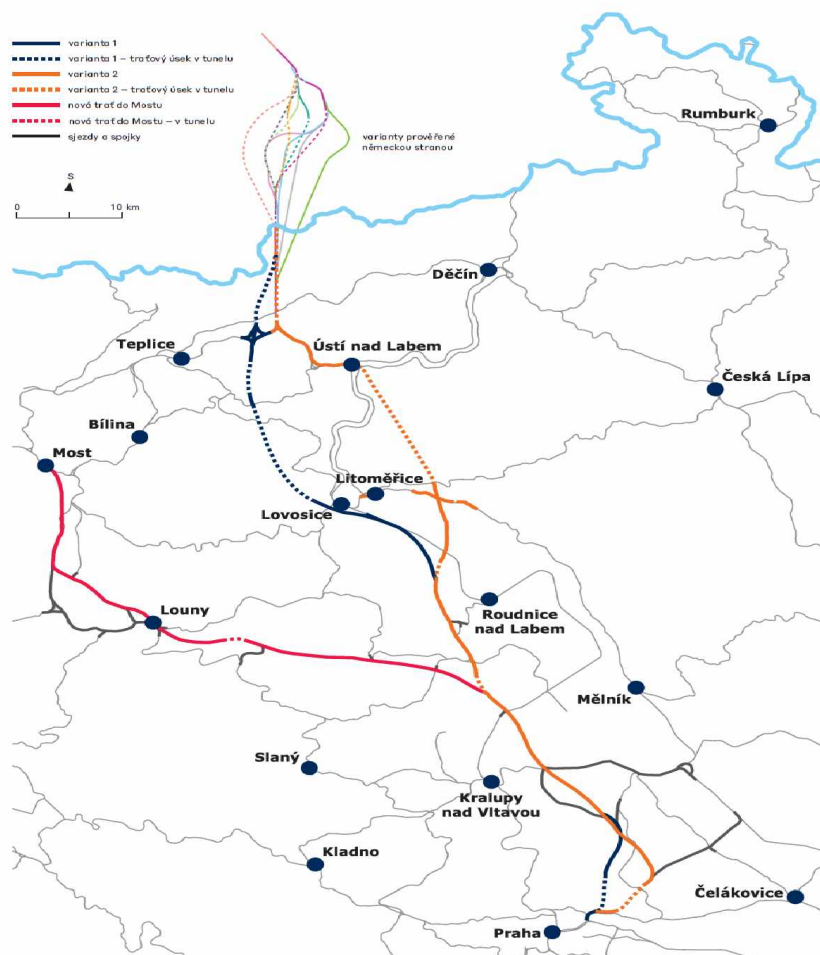 varianta 1
varianta 1 – traťový úsek v tunelu
varianta 2
varianta 2 – traťový úsek v tunelu
nová trať do Mostu
nová trať do Mostu – v tunelu
sjezdy a spojky
varianty prověřené
německou stranou
S
0 10 km
Rumburk
Děčín
Teplice
Ústí nad Labem
Česká Lípa
Bílina
Most
Litoměřice
Lovosice
Louny
Roudnice
nad Labem
Mělník
Slaný
Kralupy
nad Vltavou
Kladno
Čelákovice
Praha